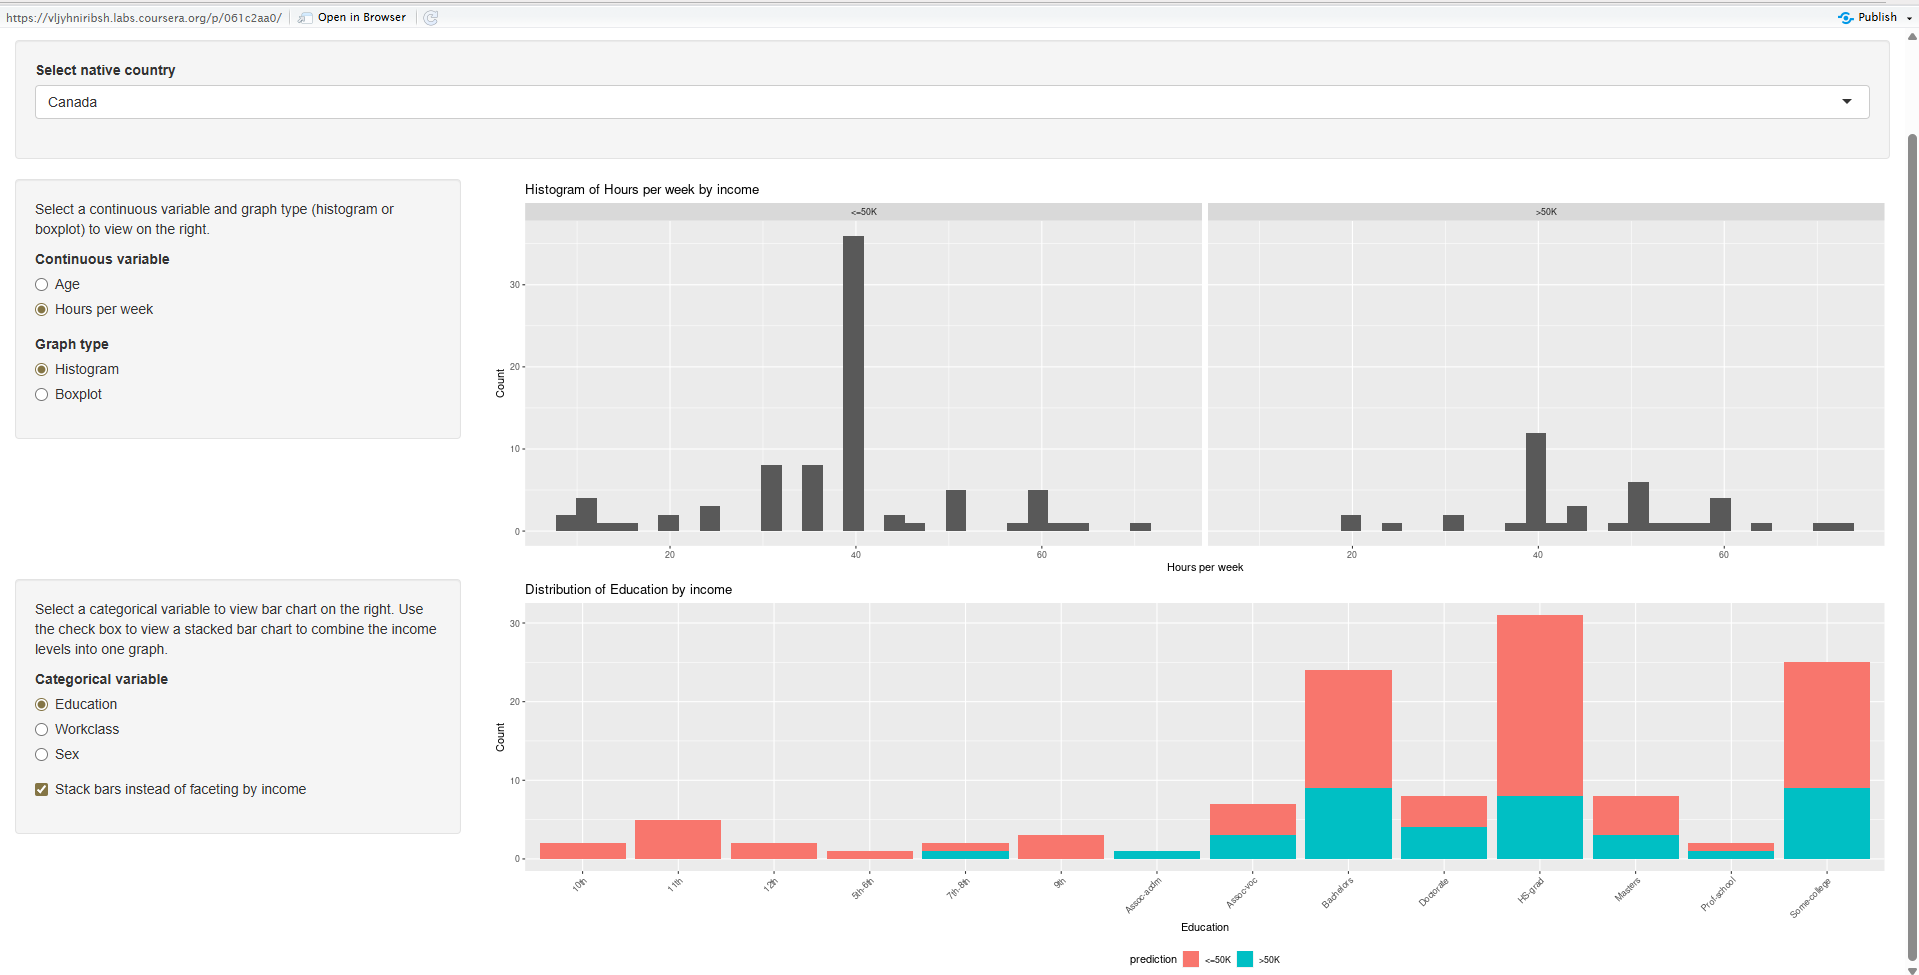 https://vljyhniribsh.labs.coursera.org/p/061c2aa0/ Open in Browser Publish
Select native country
Canada
Select a continuous variable and graph type (histogram or
boxplot) to view on the right.
Continuous variable
Age
Hours per week
Graph type
Histogram
Boxplot
Histogram of Hours per week by income
<=50K >50K
Count
30
20
10
0
20 40 60 20 40 60
Hours per week
Select a categorical variable to view bar chart on the right. Use
the check box to view a stacked bar chart to combine the income
levels into one graph.
Categorical variable
Education
Workclass
Sex
Stack bars instead of faceting by income
Distribution of Education by income
Count
30
20
10
0
10th 11th 12th 5th-6th 7th-8th 9th Assoc-acdm Assoc-voc Bachelors Doctorate HS-grad Masters Prof-school Some-college
Education
prediction <=50K >50K